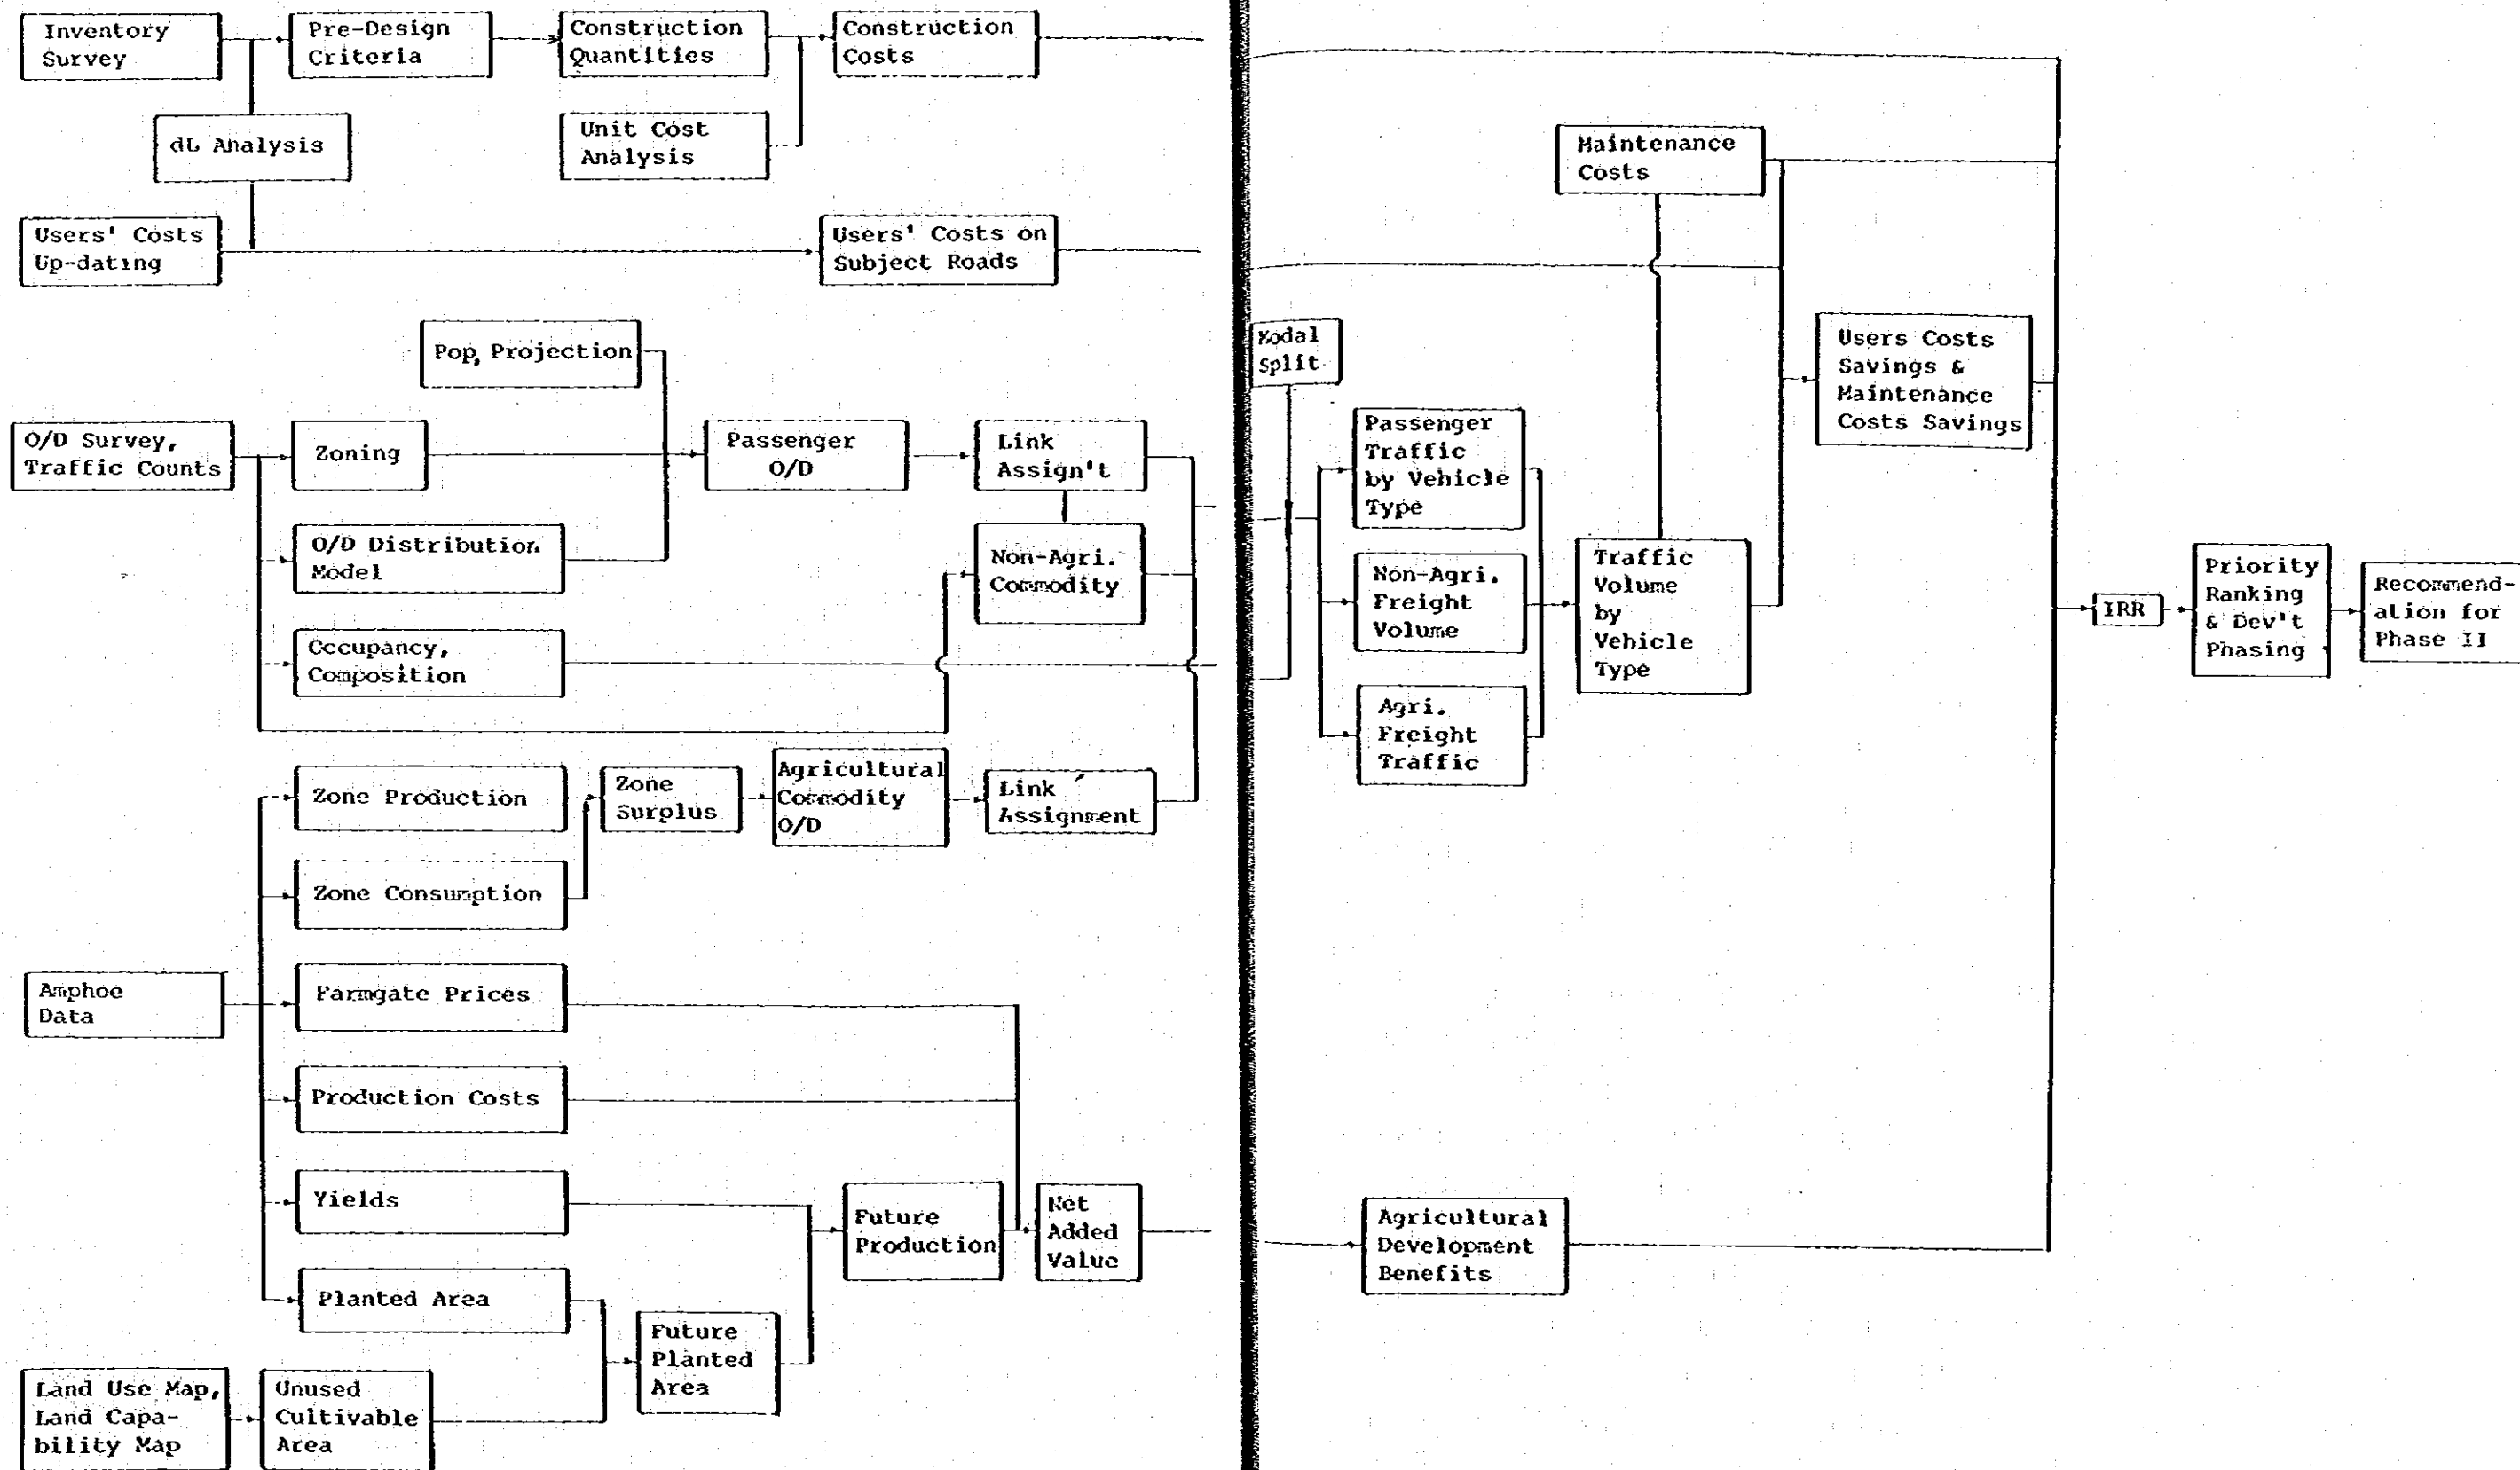 Inventory
Survey
Pre-Design
Criteria
Construction
Quantities
Construction
Costs
dL Analysis
Unit Cost
Analysis
Users' Costs
Up-dating
Users' Costs on
Subject Roads
Pop, Projection
O/D Survey,
Traffic Counts
Zoning
Passenger
O/D
Link
Assign't
O/D Distribution
Model
Non-Agri.
Commodity
Occupancy,
Composition
Zone Production
Zone
Surplus
Agricultural
Commodity
O/D
Link
Assignment
Zone Consumption
Amphoe
Data
Farmgate Prices
Production Costs
Yields
Future
Production
Net
Added
Value
Planted Area
Future
Planted
Area
Land Use Map,
Land Capa-
bility Map
Unused
Cultivable
Area
Maintenance
Costs
Modal
Split
Users Costs
Savings &
Maintenance
Costs Savings
Passenger
Traffic
by Vehicle
Type
Non-Agri.
Freight
Volume
Agri.
Freight
Traffic
Traffic
Volume
by
Vehicle
Type
IRR
Priority
Ranking
& Dev't
Phasing
Recommend-
ation for
Phase II
Agricultural
Development
Benefits